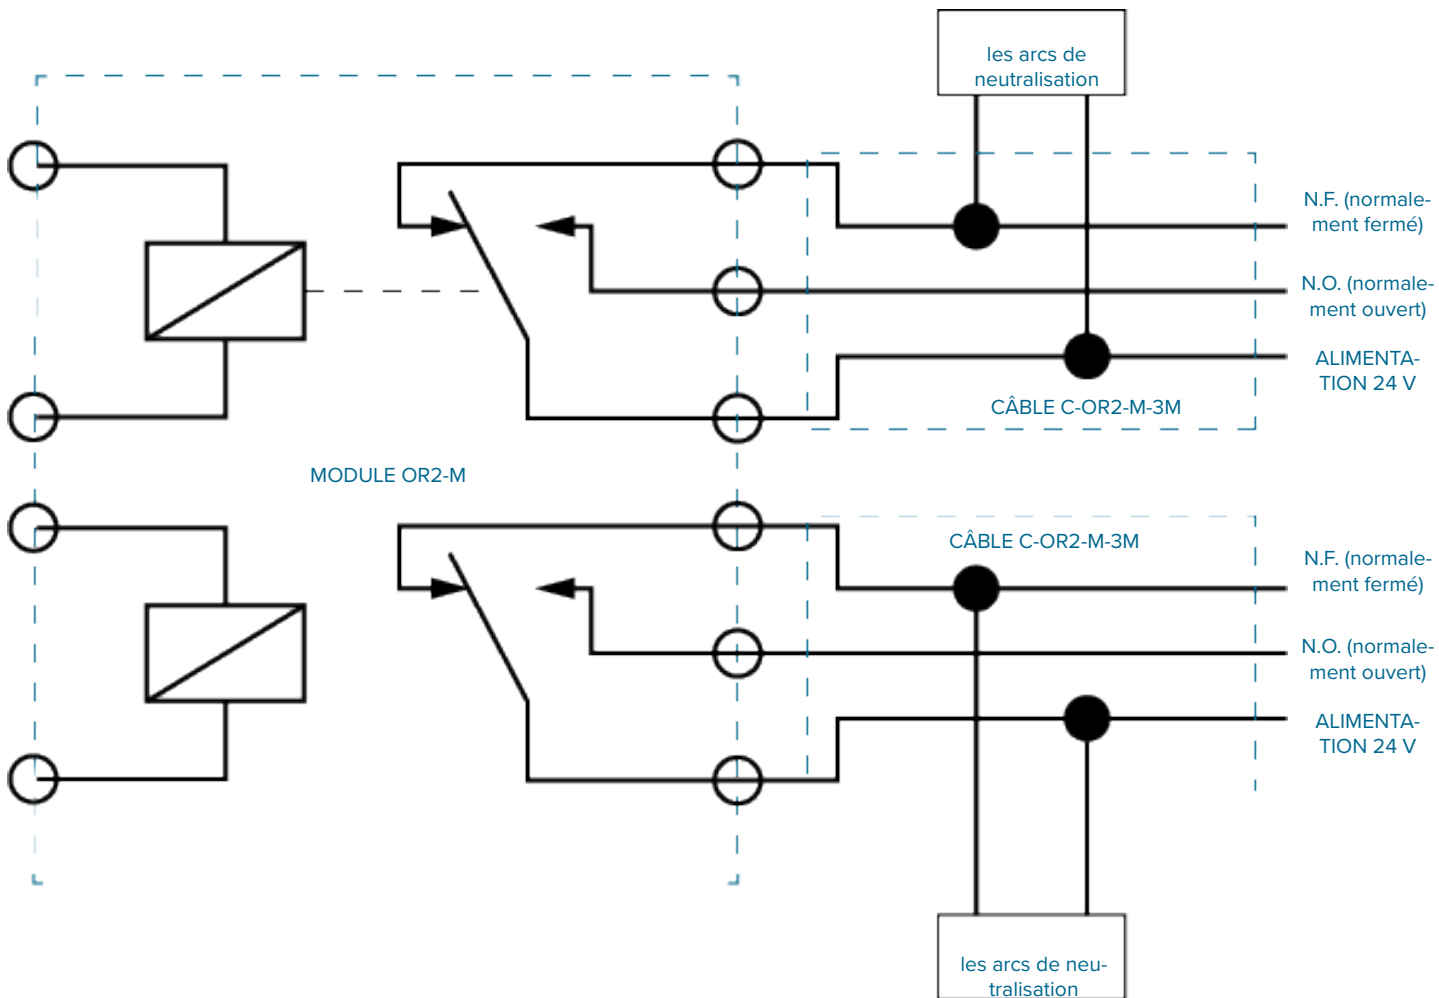 les arcs de
neutralisation
N.F. (normale-
ment fermé)
N.O. (normale-
ment ouvert)
ALIMENTA-
TION 24 V
CÂBLE C-OR2-M-3M
MODULE OR2-M
CÂBLE C-OR2-M-3M
N.F. (normale-
ment fermé)
N.O. (normale-
ment ouvert)
ALIMENTA-
TION 24 V
les arcs de neu-
tralisation